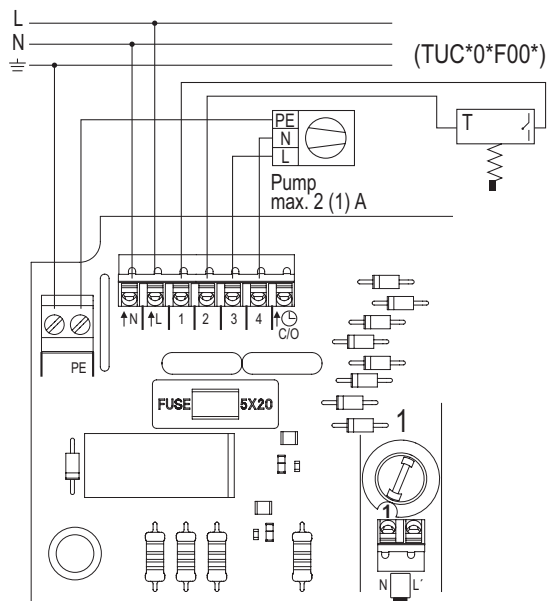 L
N
(TUC*0*F00*)
PE
N
L
T
Pump
max. 2 (1) A
↑N ↑L 1 2 3 4 ↑
C/O
PE
FUSE 5X20
1
1
N L´